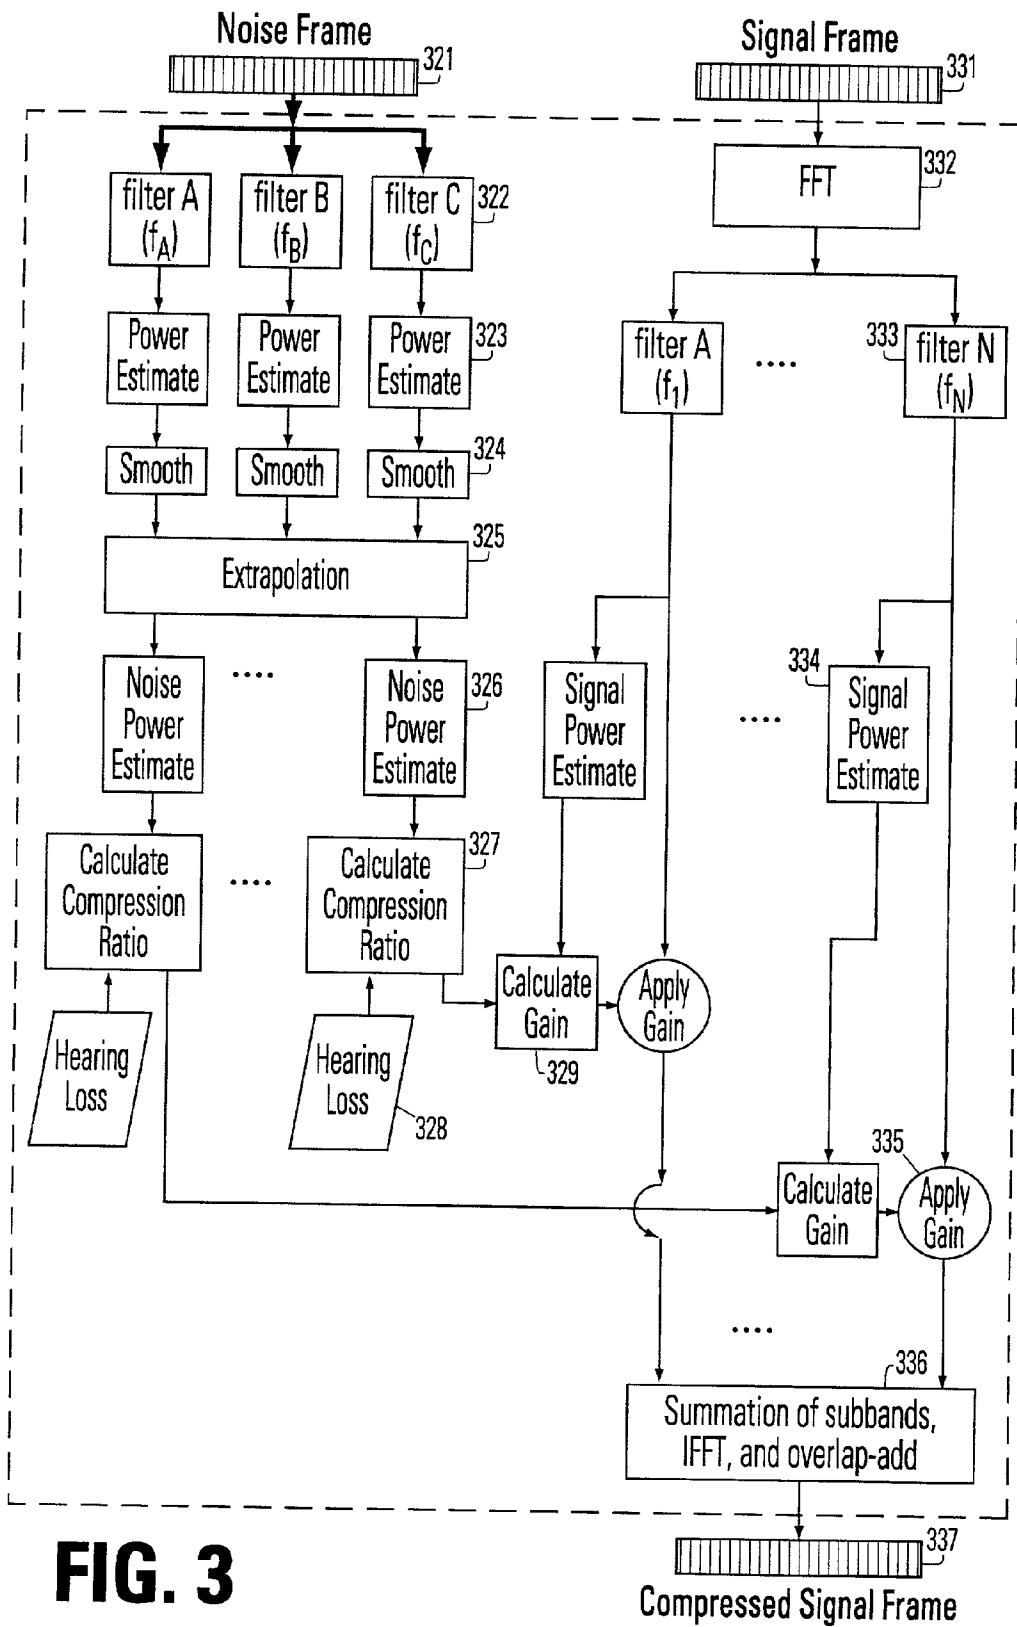 Noise Frame
321
Signal Frame
331
filter A
(fA)
filter B
(fB)
filter C
(fC)
322
FFT
332
Power
Estimate
Power
Estimate
Power
Estimate
323
filter A
(f1)
....
333
filter N
(fN)
Smooth
Smooth
Smooth
324
Extrapolation
325
Noise
Power
Estimate
....
Noise
Power
Estimate
326
Signal
Power
Estimate
....
334
Signal
Power
Estimate
Calculate
Compression
Ratio
....
Calculate
Compression
Ratio
327
Calculate
Gain
329
Apply
Gain
Hearing
Loss
Hearing
Loss
328
335
Calculate
Gain
Apply
Gain
....
336
Summation of subbands,
IFFT, and overlap-add
337
Compressed Signal Frame
FIG. 3